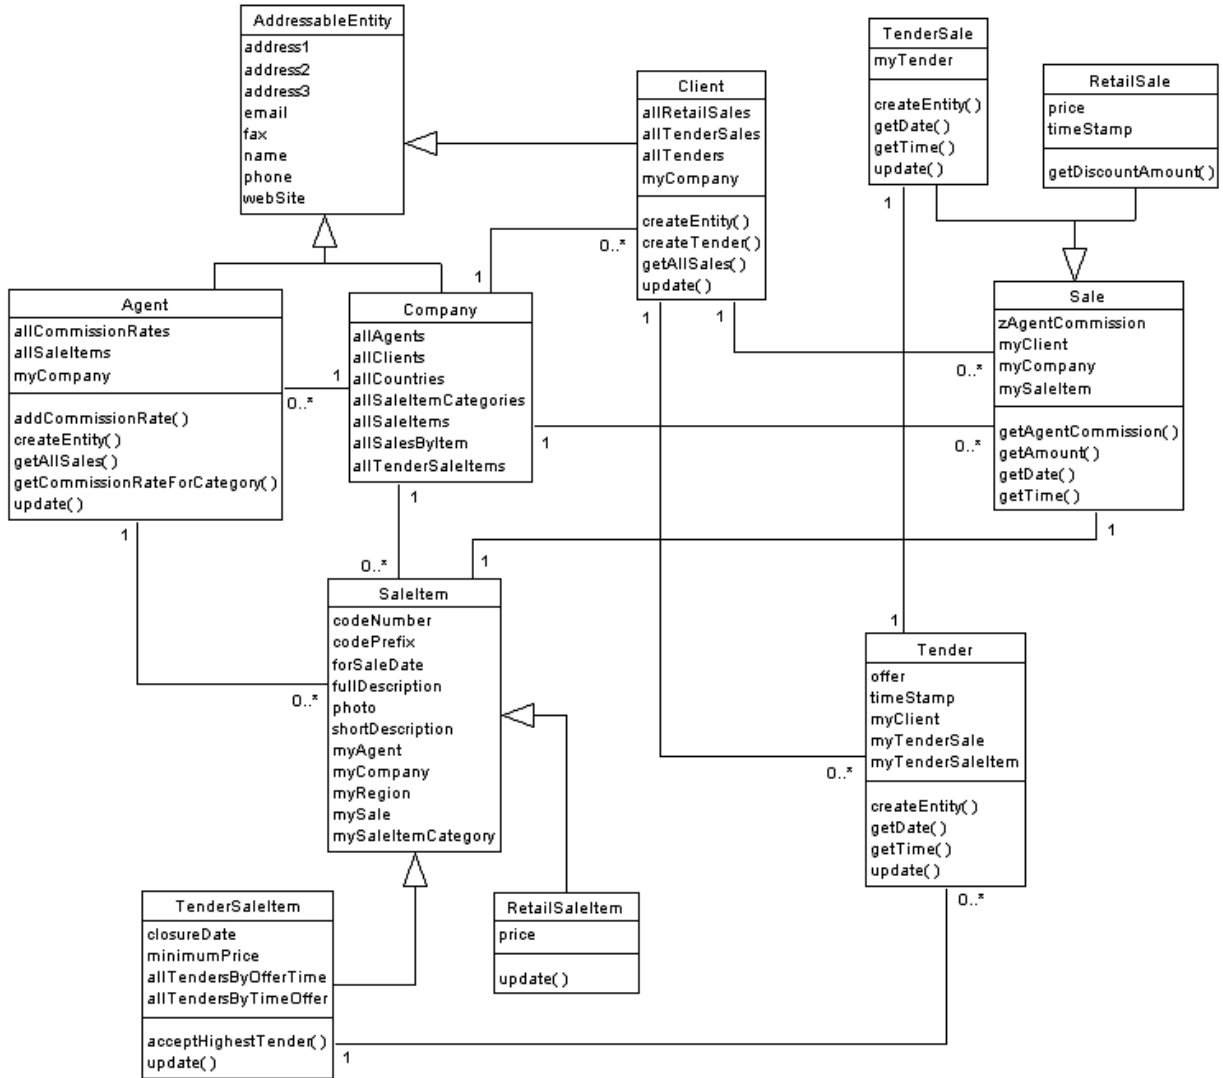 AddressableEntity
address1
address2
address3
email
fax
name
phone
webSite
Client
allRetailSales
allTenderSales
allTenders
myCompany
createEntity()
createTender()
getAllSales()
update()
TenderSale
myTender
createEntity()
getDate()
getTime()
update()
RetailSale
price
timeStamp
getDiscountAmount()
1
0..*
1
Agent
allCommissionRates
allSaleItems
myCompany
addCommissionRate()
createEntity()
getAllSales()
getCommissionRateForCategory()
update()
1
0..*
Company
allAgents
allClients
allCountries
allSaleItemCategories
allSaleItems
allSalesByItem
allTenderSaleItems
1
1
Sale
zAgentCommission
myClient
myCompany
mySaleItem
getAgentCommission()
getAmount()
getDate()
getTime()
0..*
1
0..*
1
1
1
0..*
1
SaleItem
codeNumber
codePrefix
forSaleDate
fullDescription
photo
shortDescription
myAgent
myCompany
myRegion
mySale
mySaleItemCategory
0..*
1
Tender
offer
timeStamp
myClient
myTenderSale
myTenderSaleItem
createEntity()
getDate()
getTime()
update()
0..*
0..*
TenderSaleItem
closureDate
minimumPrice
allTendersByOfferTime
allTendersByTimeOffer
acceptHighestTender()
update()
1
RetailSaleItem
price
update()